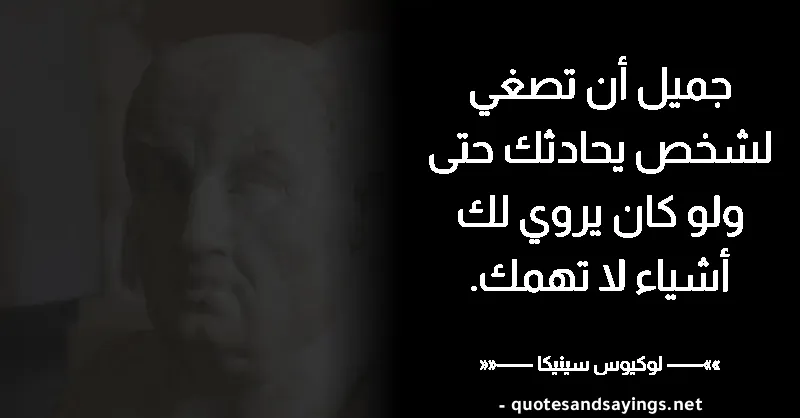 جميل أن تصغي
لشخص يحادثك حتى
ولو كان يروي لك
أشياء لا تهمك.
»»—— لوكيوس سينيكا ——««
- quotesandsayings.net